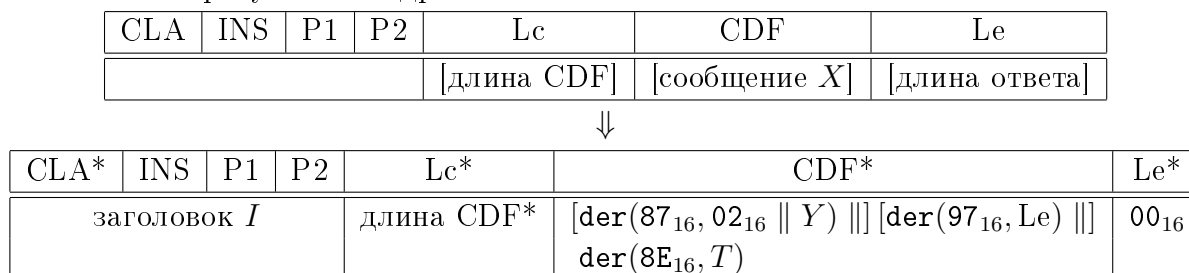 CLA INS P1 P2 Lc CDF Le
[длина CDF] [сообщение X] [длина ответа]
⇓
CLA* INS P1 P2 Lc* CDF* Le*
заголовок I длина CDF* [der(87₁₆, 02₁₆ ∥ Y) ∥] [der(97₁₆, Le) ∥] 00₁₆
der(8E₁₆, T)